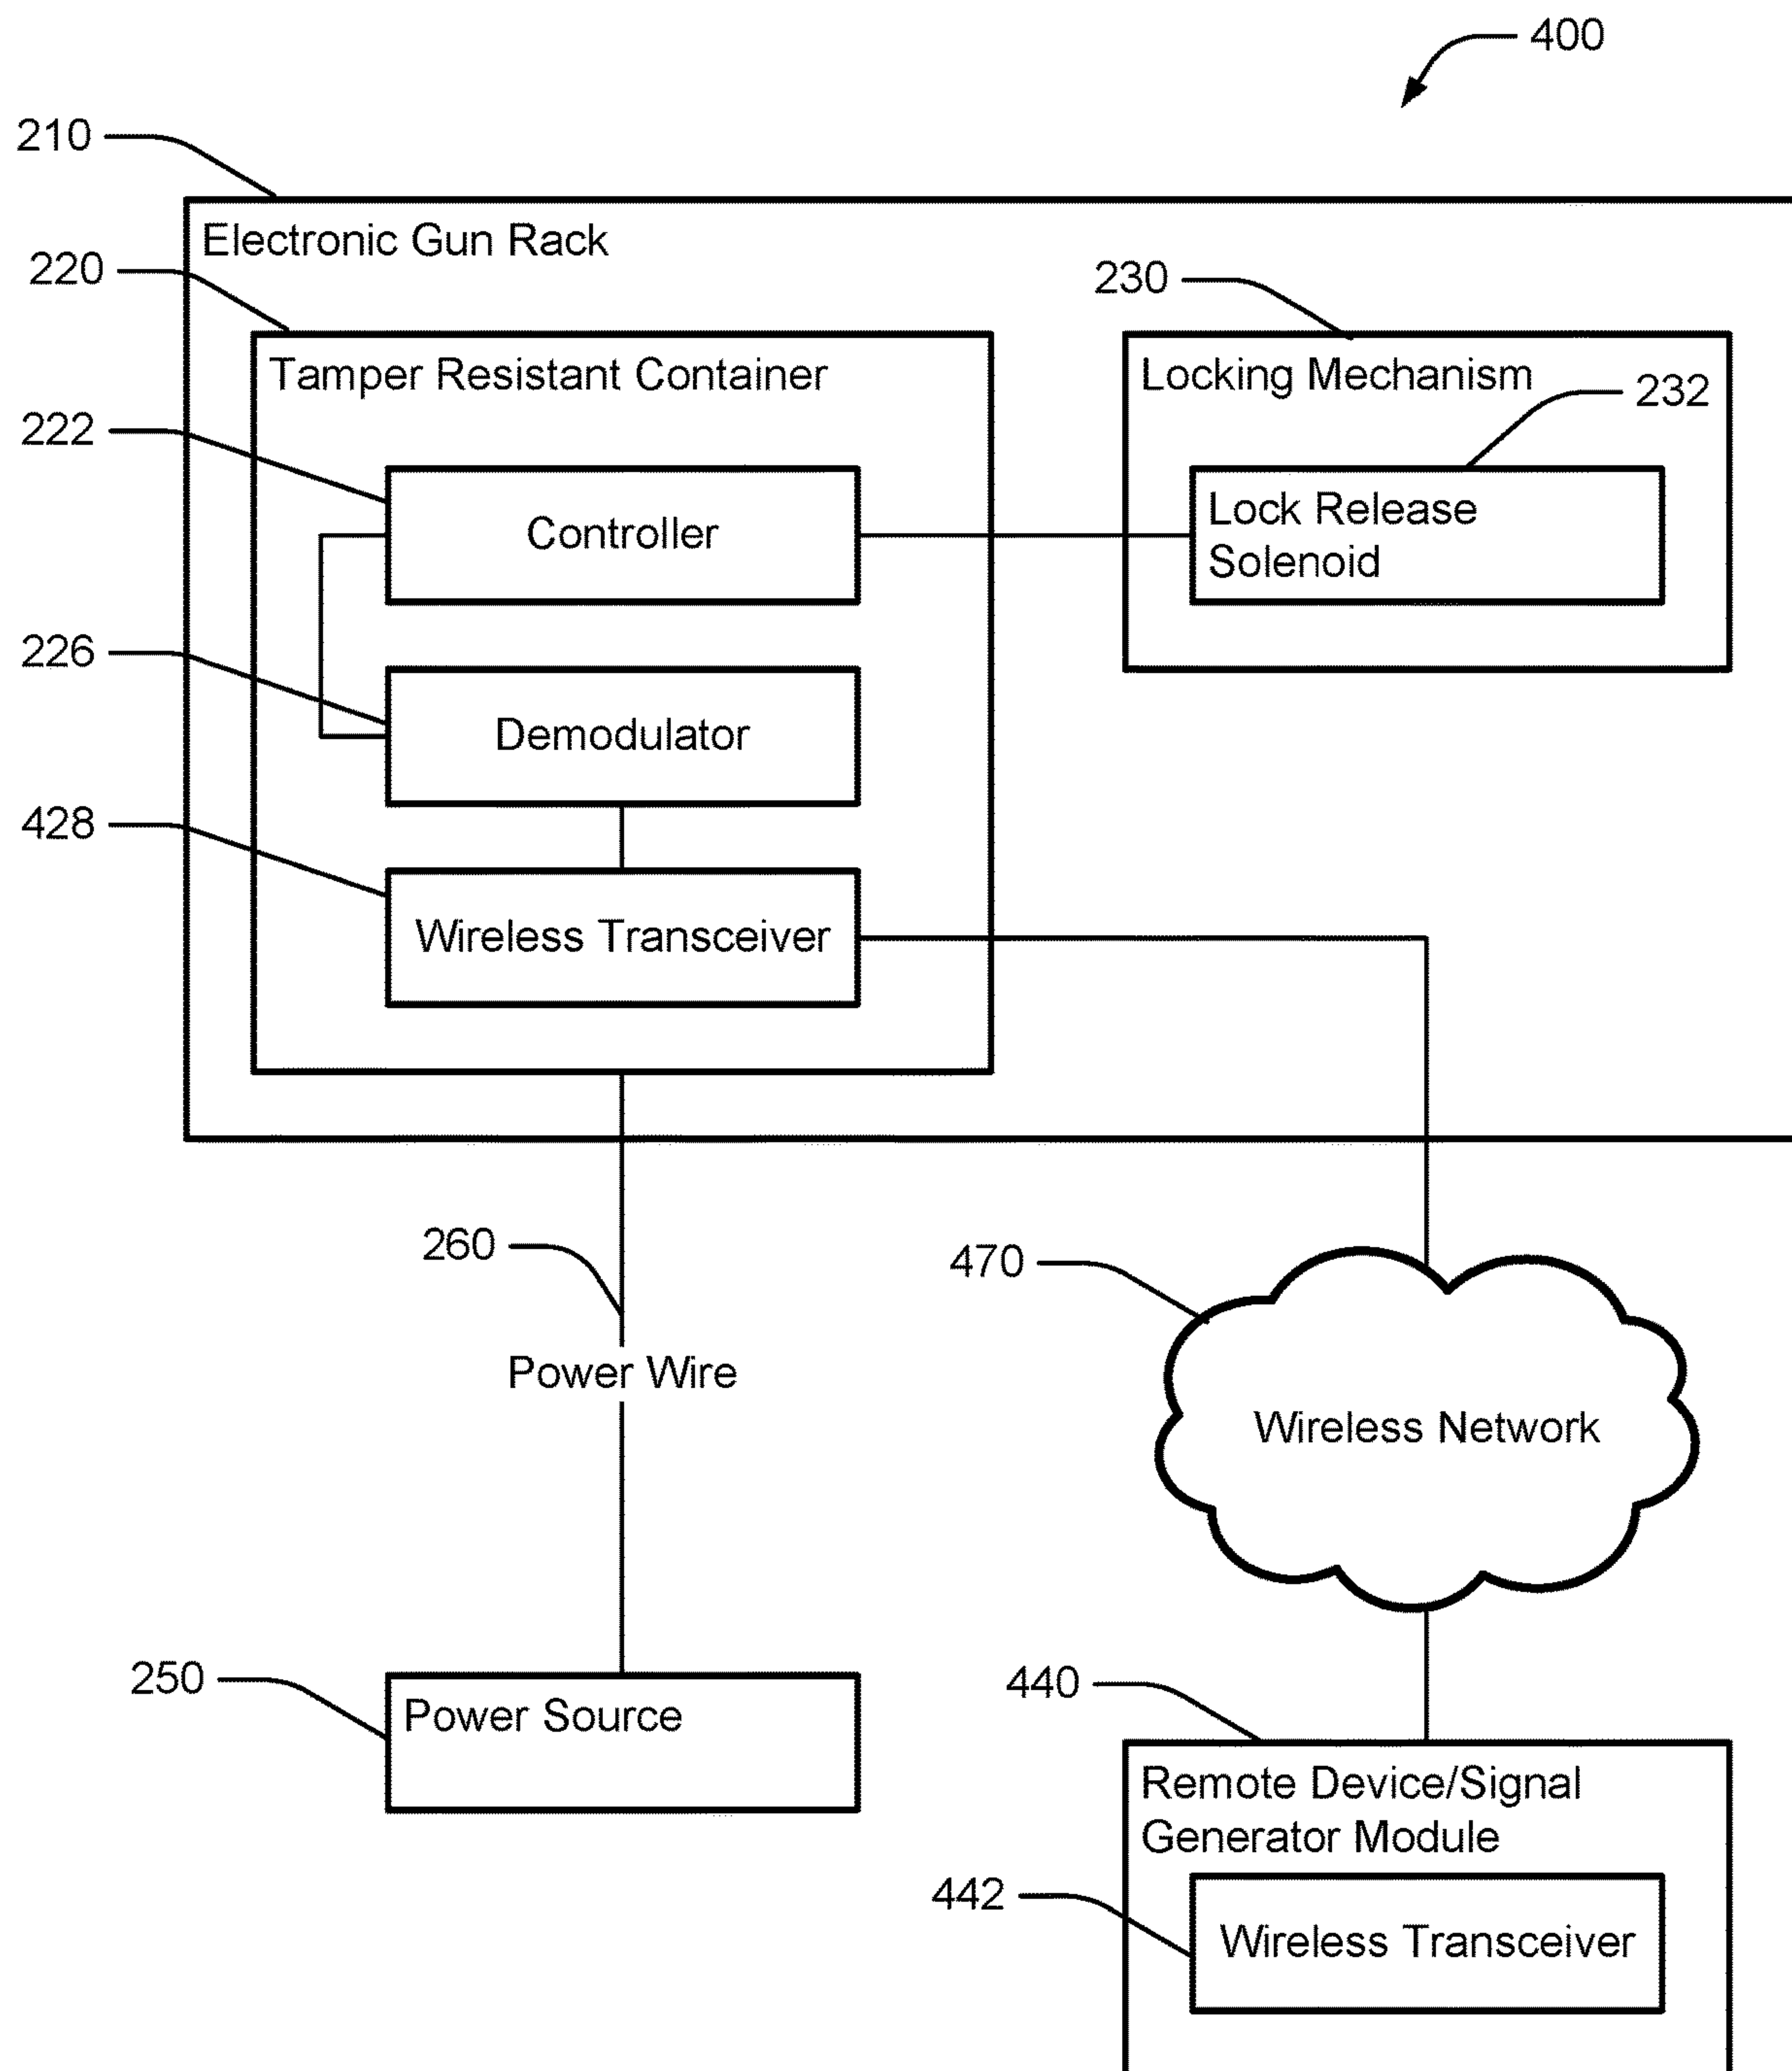 400
210
Electronic Gun Rack
220
230
Tamper Resistant Container
Locking Mechanism
232
222
Controller
Lock Release
Solenoid
226
Demodulator
428
Wireless Transceiver
260
470
Power Wire
Wireless Network
250
440
Power Source
Remote Device/Signal
Generator Module
442
Wireless Transceiver